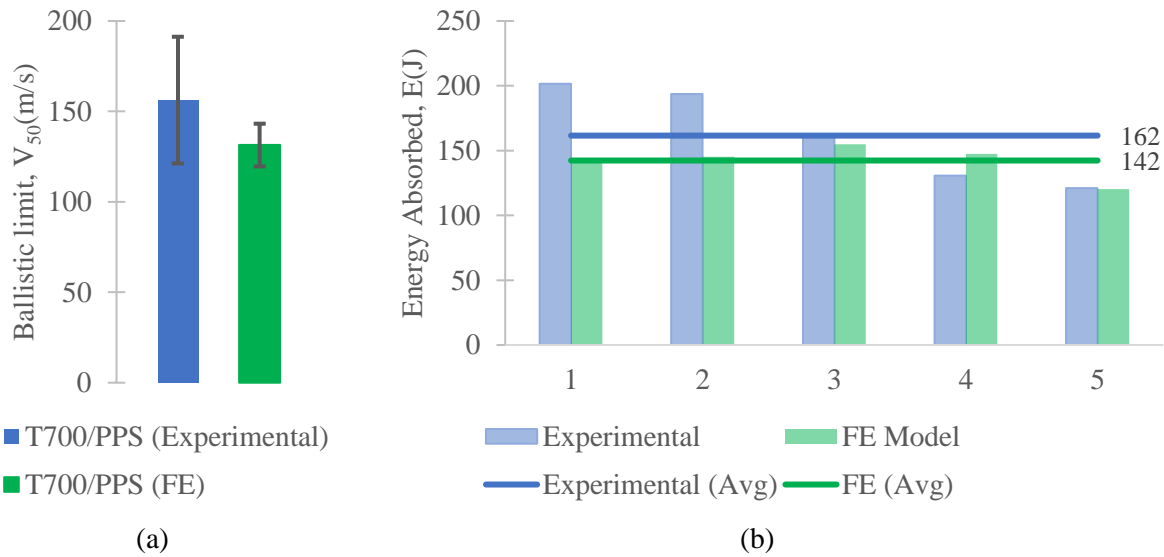 Ballistic limit, V₅₀(m/s)
200
150
100
50
0
T700/PPS (Experimental)
T700/PPS (FE)
(a)
Energy Absorbed, E(J)
250
200
150
100
50
0
162
142
1 2 3 4 5
Experimental FE Model
Experimental (Avg) FE (Avg)
(b)